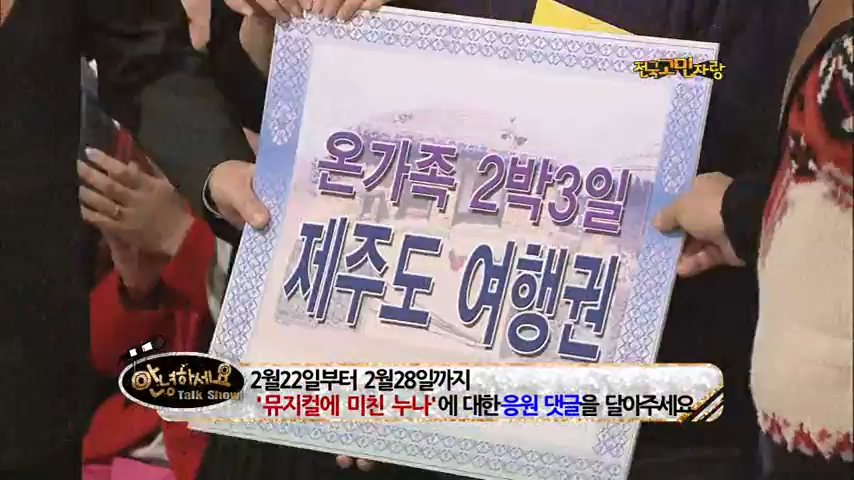 전국고민자랑
온가족 2박3일
제주도 여행권
안녕하세요
Talk Show
2월22일부터 2월28일까지
'뮤지컬에 미친 누나'에 대한 응원 댓글을 달아주세요